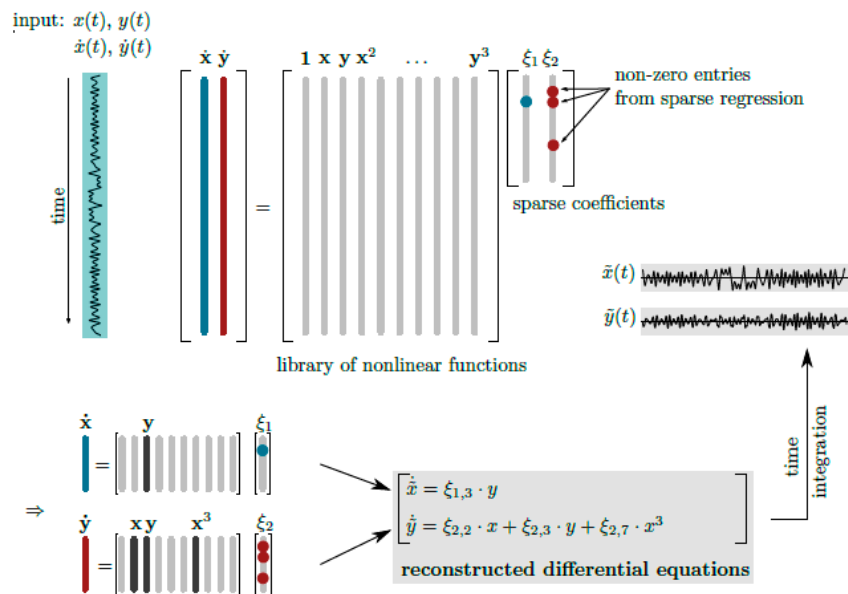 input: x(t), y(t)
ẋ(t), ẏ(t)
time
ẋ ẏ
=
1 x y x² ... y³
ξ₁ ξ₂
non-zero entries
from sparse regression
sparse coefficients
library of nonlinear functions
x̃(t)
ỹ(t)
time
integration
⇒
ẋ = y ξ₁
ẏ = x y x³ ξ₂
x̃̇ = ξ₁,₃ · y
ỹ̇ = ξ₂,₂ · x + ξ₂,₃ · y + ξ₂,₇ · x³
reconstructed differential equations